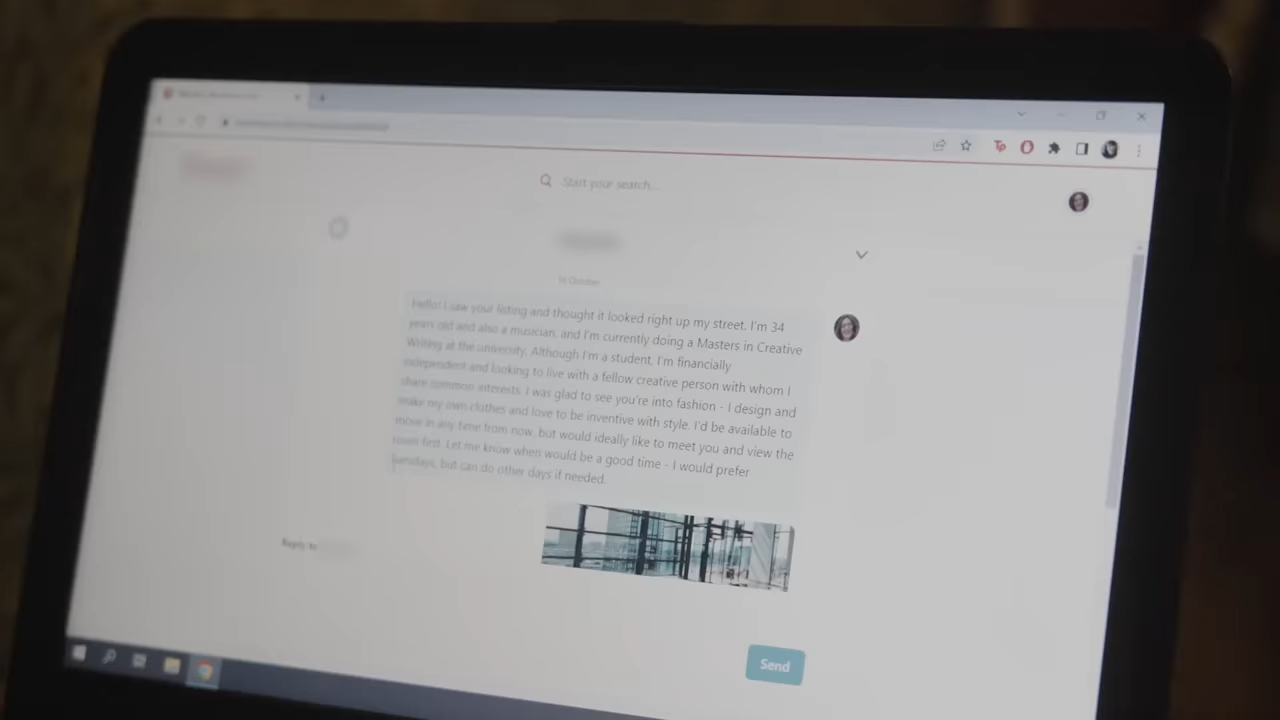 Start your search...
In October
Hello! I saw your listing and thought it looked right up my street. I'm 34
years old and also a musician, and I'm currently doing a Masters in Creative
Writing at the university. Although I'm a student, I'm financially
independent and looking to live with a fellow creative person with whom I
share common interests. I was glad to see you're into fashion - I design and
make my own clothes and love to be inventive with style. I'd be available to
move in any time from now, but would ideally like to meet you and view the
room first. Let me know when would be a good time - I would prefer
Sundays, but can do other days if needed.
Reply to
Send